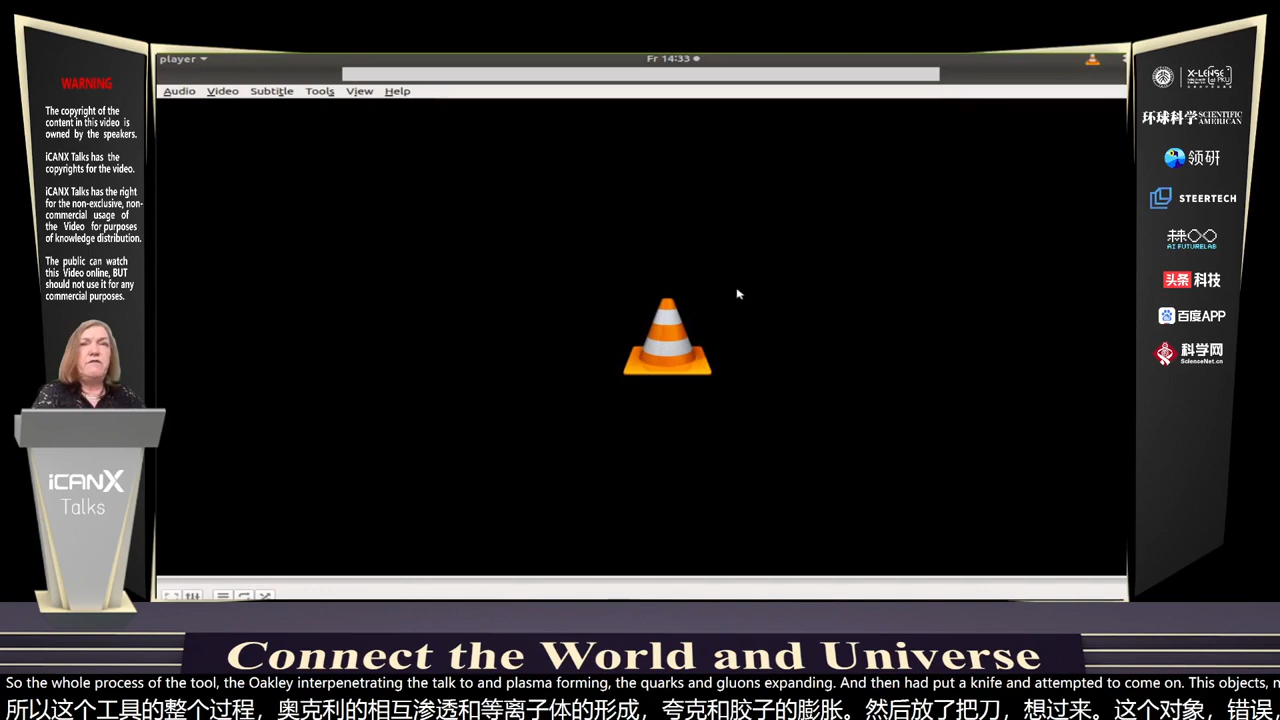 WARNING
The copyright of the
content in this video is
owned by the speakers.
iCANX Talks has the
copyrights for the video.
iCANX Talks has the right
for the non-exclusive, non-
commercial usage of
the Video for purposes
of knowledge distribution.
The public can watch
this Video online, BUT
should not use it for any
commercial purposes.
iCANX
Talks
player
Fr 14:33
Audio Video Subtitle Tools View Help
X-LENSE
环球科学 SCIENTIFIC AMERICAN
领研
STEERTECH
AI FUTURELAB
头条 科技
百度APP
科学网
ScienceNet.cn
Connect the World and Universe
So the whole process of the tool, the Oakley interpenetrating the talk to and plasma forming, the quarks and gluons expanding. And then had put a knife and attempted to come on. This objects, n
所以这个工具的整个过程，奥克利的相互渗透和等离子体的形成，夸克和胶子的膨胀。然后放了把刀，想过来。这个对象，错误